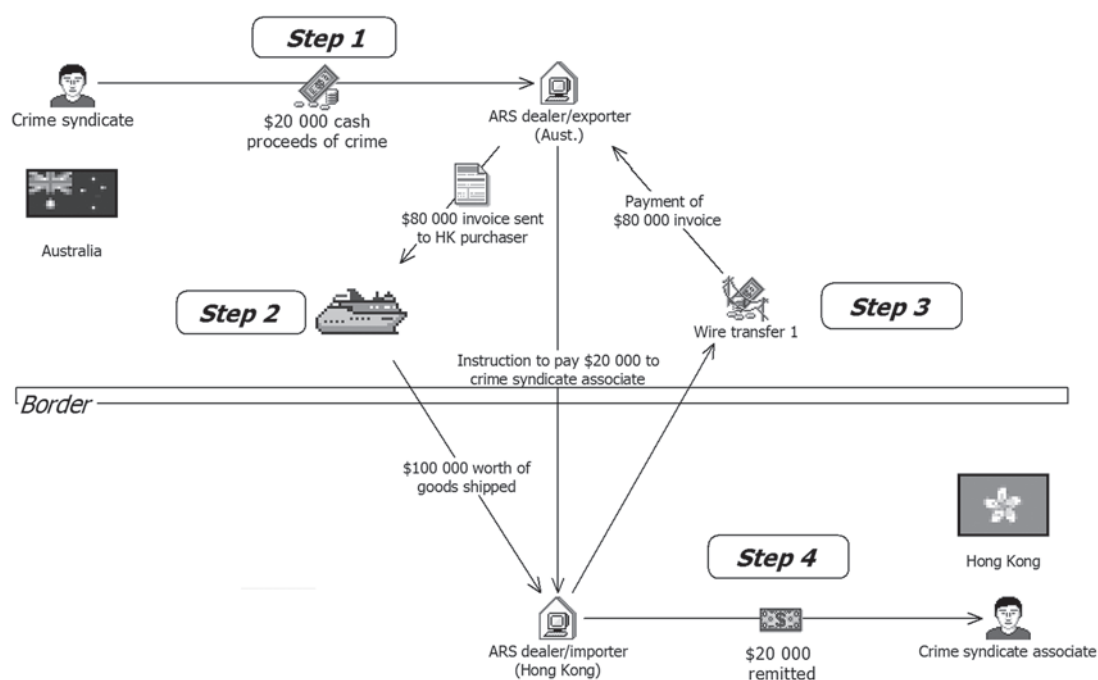 Step 1
Crime syndicate
$20 000 cash
proceeds of crime
ARS dealer/exporter
(Aust.)
Australia
$80 000 invoice sent
to HK purchaser
Payment of
$80 000 invoice
Step 2
Step 3
Wire transfer 1
Instruction to pay $20 000 to
crime syndicate associate
Border
$100 000 worth of
goods shipped
Hong Kong
Step 4
ARS dealer/importer
(Hong Kong)
$20 000
remitted
Crime syndicate associate